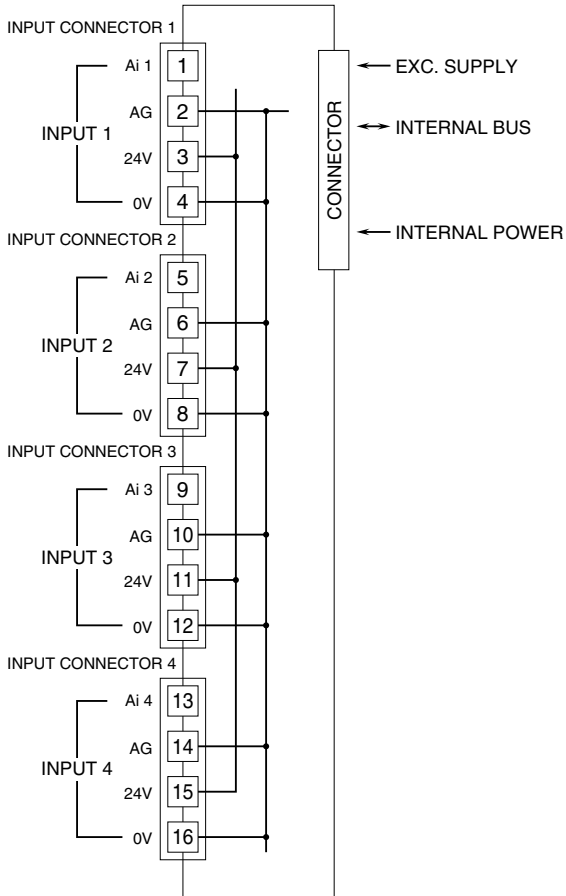 INPUT CONNECTOR 1
Ai 1 1
AG 2
INPUT 1
24V 3
0V 4
INPUT CONNECTOR 2
Ai 2 5
AG 6
INPUT 2
24V 7
0V 8
INPUT CONNECTOR 3
Ai 3 9
AG 10
INPUT 3
24V 11
0V 12
INPUT CONNECTOR 4
Ai 4 13
AG 14
INPUT 4
24V 15
0V 16
CONNECTOR
EXC. SUPPLY
INTERNAL BUS
INTERNAL POWER